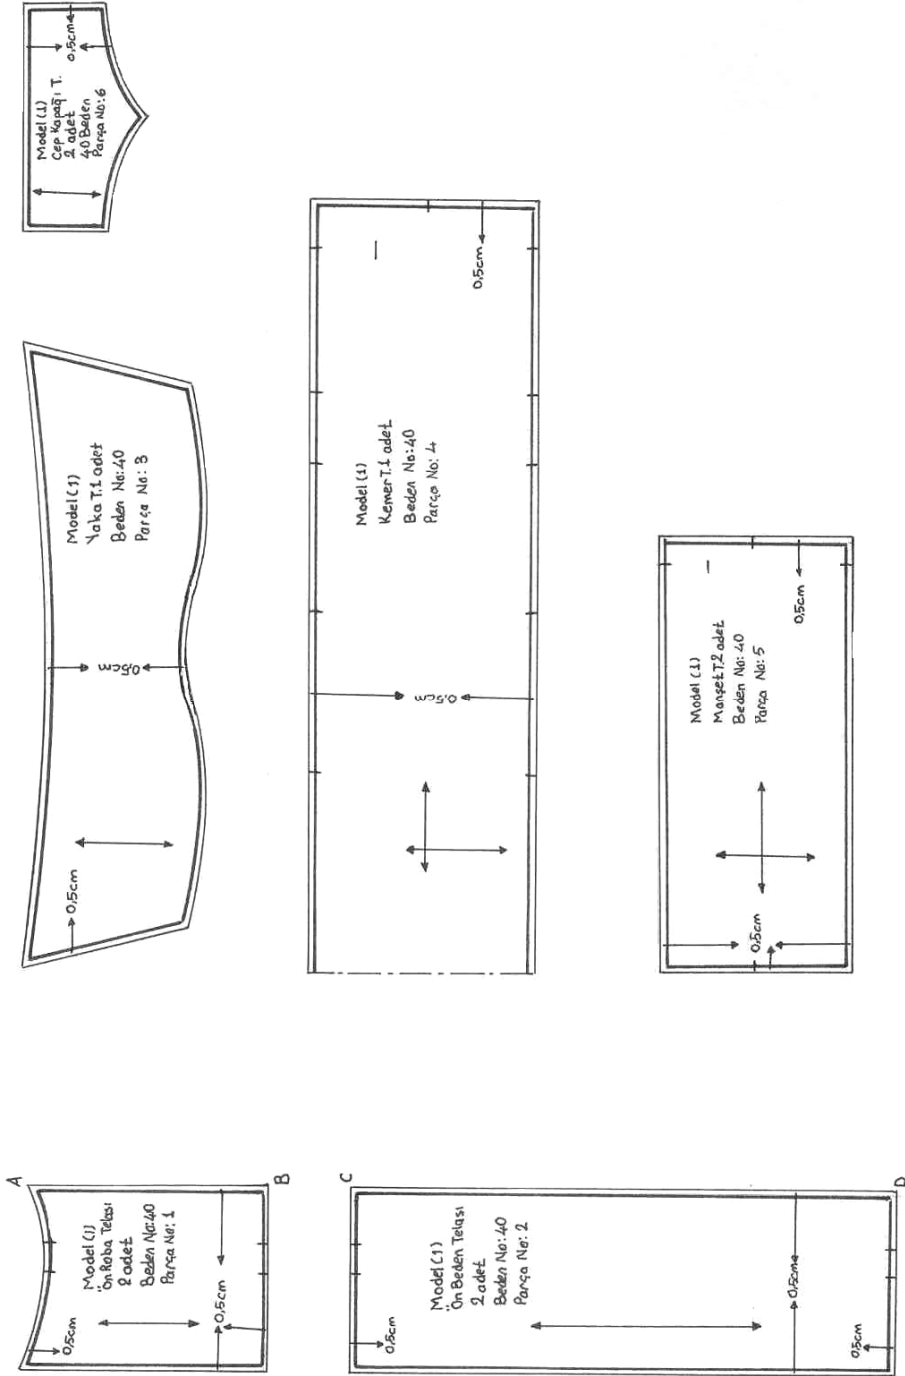 0,5cm
Model (1)
Cep Kapağı T.
2 adet
40 Beden
Parça No: 6
Model (1)
Yaka T.1 adet
Beden No: 40
Parça No: 3
0,5cm
0,5cm
Model (1)
Kemer T.1 adet
Beden No: 40
Parça No: 4
0,5cm
0,5cm
Model (1)
Manşet T.2 adet
Beden No: 40
Parça No: 5
0,5cm
0,5cm
A
B
Model (1)
Ön Roba Telası
2 adet
Beden No: 40
Parça No: 1
0,5cm
0,5cm
C
D
Model (1)
Ön Beden Telası
2 adet
Beden No: 40
Parça No: 2
0,5cm
0,5cm
0,5cm